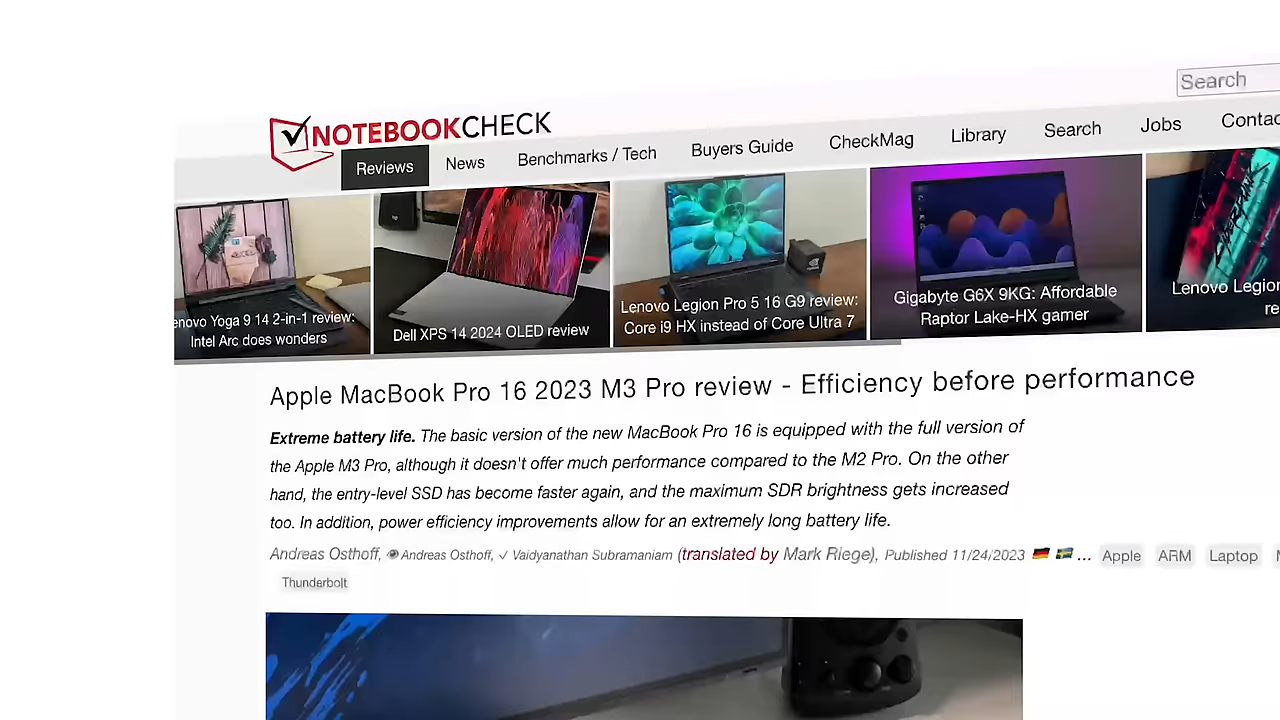 Search
NOTEBOOKCHECK
Reviews
News
Benchmarks / Tech
Buyers Guide
CheckMag
Library
Search
Jobs
Contac
enovo Yoga 9 14 2-in-1 review:
Intel Arc does wonders
Dell XPS 14 2024 OLED review
Lenovo Legion Pro 5 16 G9 review:
Core i9 HX instead of Core Ultra 7
Gigabyte G6X 9KG: Affordable
Raptor Lake-HX gamer
Lenovo Legion
re
Apple MacBook Pro 16 2023 M3 Pro review - Efficiency before performance
Extreme battery life. The basic version of the new MacBook Pro 16 is equipped with the full version of
the Apple M3 Pro, although it doesn't offer much performance compared to the M2 Pro. On the other
hand, the entry-level SSD has become faster again, and the maximum SDR brightness gets increased
too. In addition, power efficiency improvements allow for an extremely long battery life.
Andreas Osthoff, Andreas Osthoff, ✓ Vaidyanathan Subramaniam (translated by Mark Riege), Published 11/24/2023 ... Apple ARM Laptop
Thunderbolt